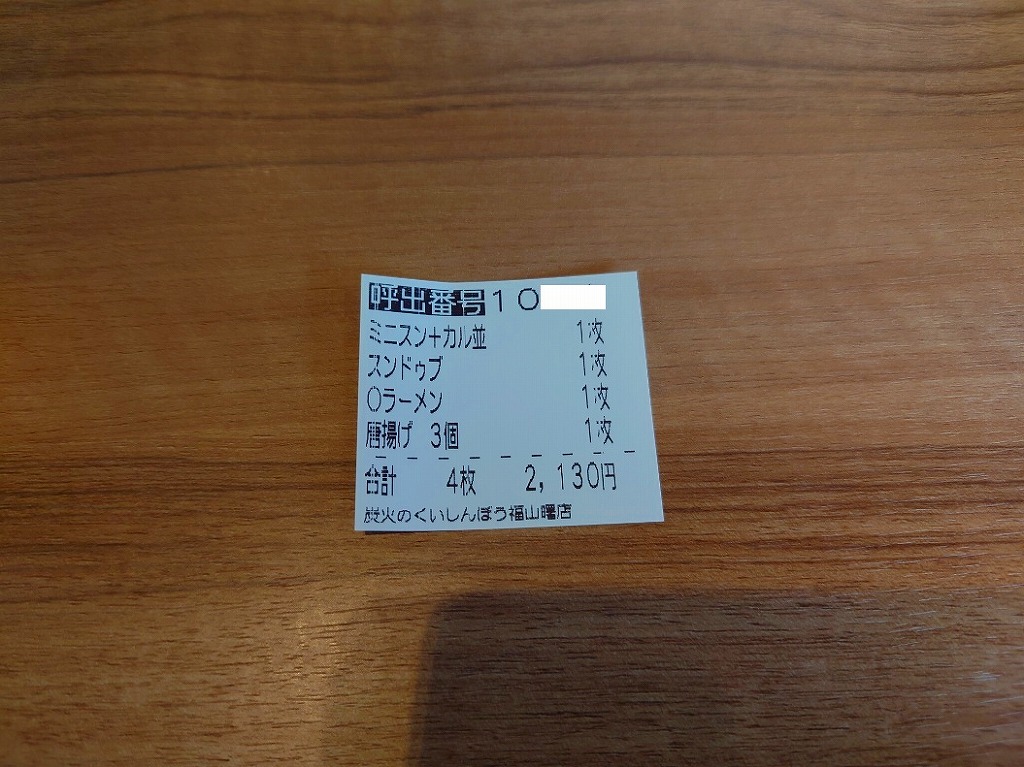 呼出番号10
ミニスン+カル並 1枚
スンドゥブ 1枚
〇ラーメン 1枚
唐揚げ 3個 1枚
合計 4枚 2,130円
炭火のくいしんぼう福山曙店